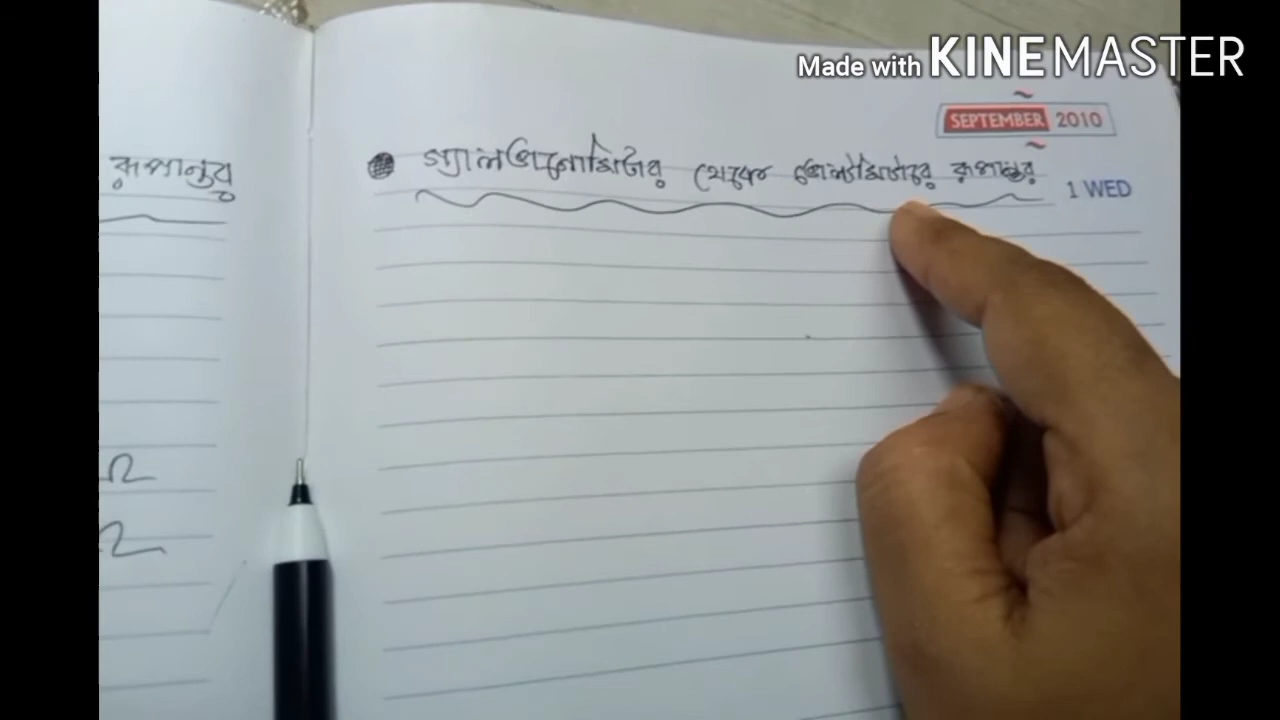 Made with KINEMASTER
SEPTEMBER 2010
রূপান্তর
গ্যালভানোমিটার থেকে ভোল্টমিটারে রূপান্তর
1 WED
Ω
Ω